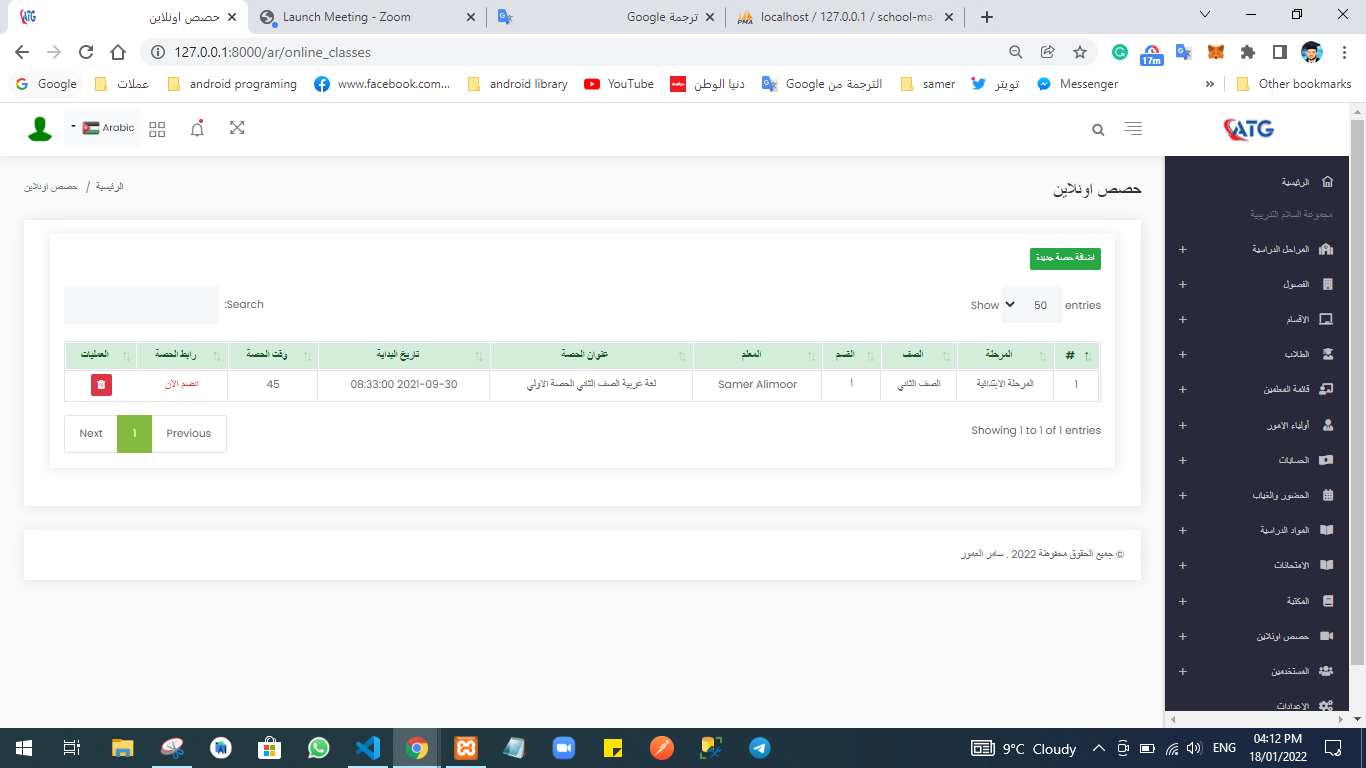 حصص اونلاين
Launch Meeting - Zoom
ترجمة Google
localhost / 127.0.0.1 / school-ma
127.0.0.1:8000/ar/online_classes
17m
Google
عملات
android programing
www.facebook.com...
android library
YouTube
دنيا الوطن
الترجمة من Google
samer
تويتر
Messenger
»
Other bookmarks
Arabic
ATG
حصص اونلاين
الرئيسية / حصص اونلاين
الرئيسية
مجموعة السلام التدريبية
المراحل الدراسية +
الفصول +
الاقسام +
الطلاب +
قائمة المعلمين +
أولياء الامور +
الحسابات +
الحضور والغياب +
المواد الدراسية +
الامتحانات +
المكتبة +
حصص اونلاين +
المستخدمين +
الاعدادات
اضافة حصة جديدة
Show 50 entries
:Search
# المرحلة الصف القسم المعلم عنوان الحصة تاريخ البداية وقت الحصة رابط الحصة العمليات
1 المرحلة الابتدائية الصف الثاني أ Samer Alimoor لغة عربية الصف الثاني الحصة الاولي 08:33:00 2021-09-30 45 انضم الان
Showing 1 to 1 of 1 entries
Next 1 Previous
© جميع الحقوق محفوظة 2022 . سامر العمور
9°C Cloudy
ENG
04:12 PM
18/01/2022